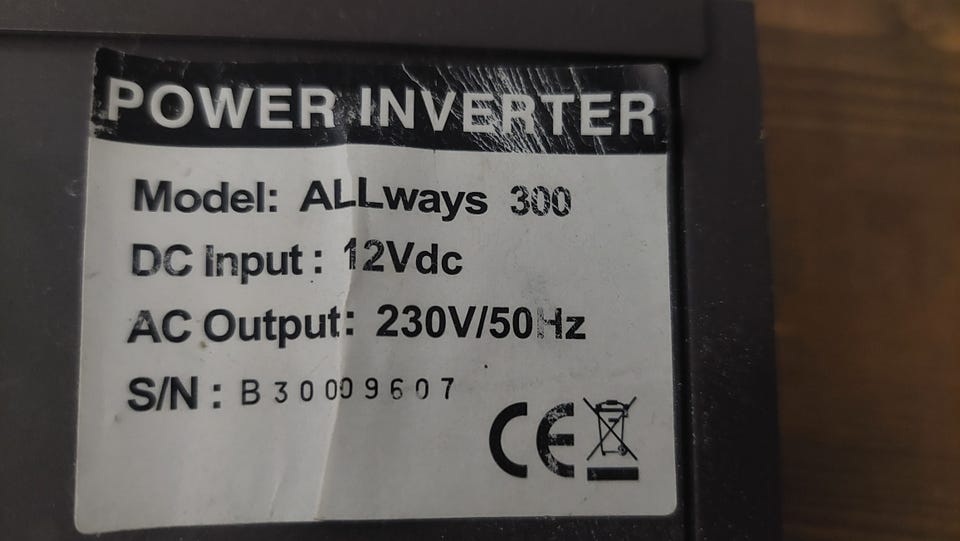 POWER INVERTER
Model: ALLways 300
DC Input : 12Vdc
AC Output: 230V/50Hz
S/N : B30009607
CE